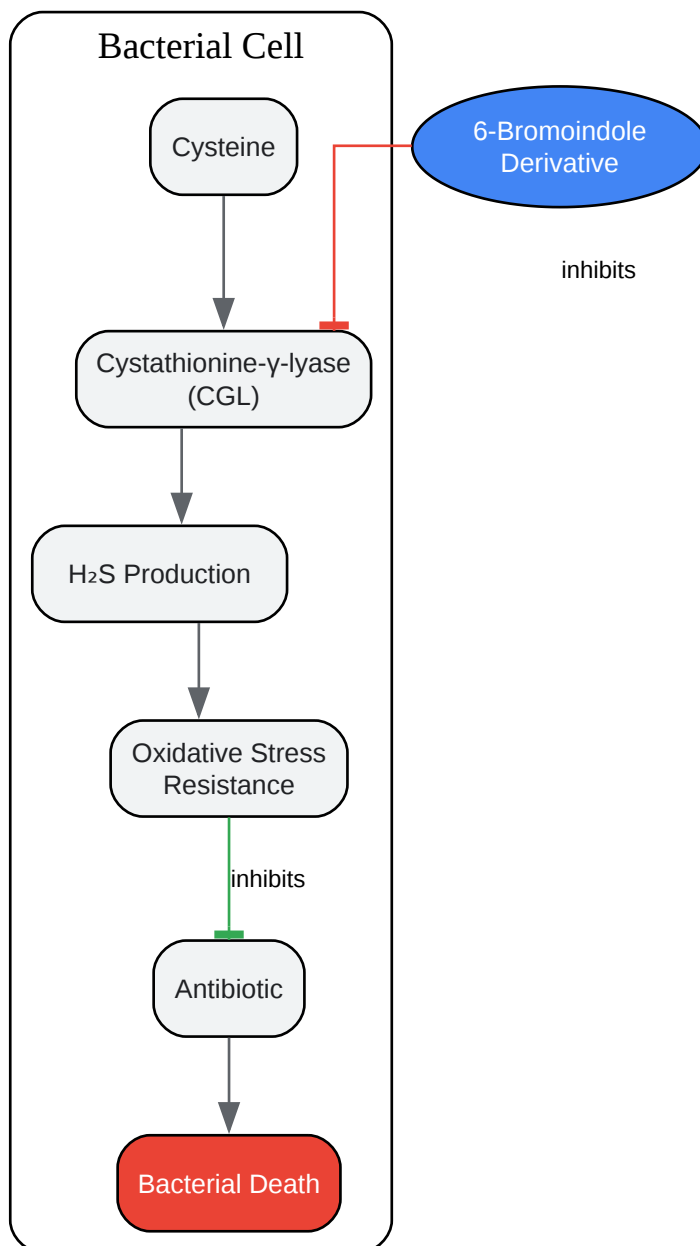 Bacterial Cell
Cysteine
6-Bromoindole
Derivative
inhibits
Cystathionine-γ-lyase
(CGL)
H₂S Production
Oxidative Stress
Resistance
inhibits
Antibiotic
Bacterial Death